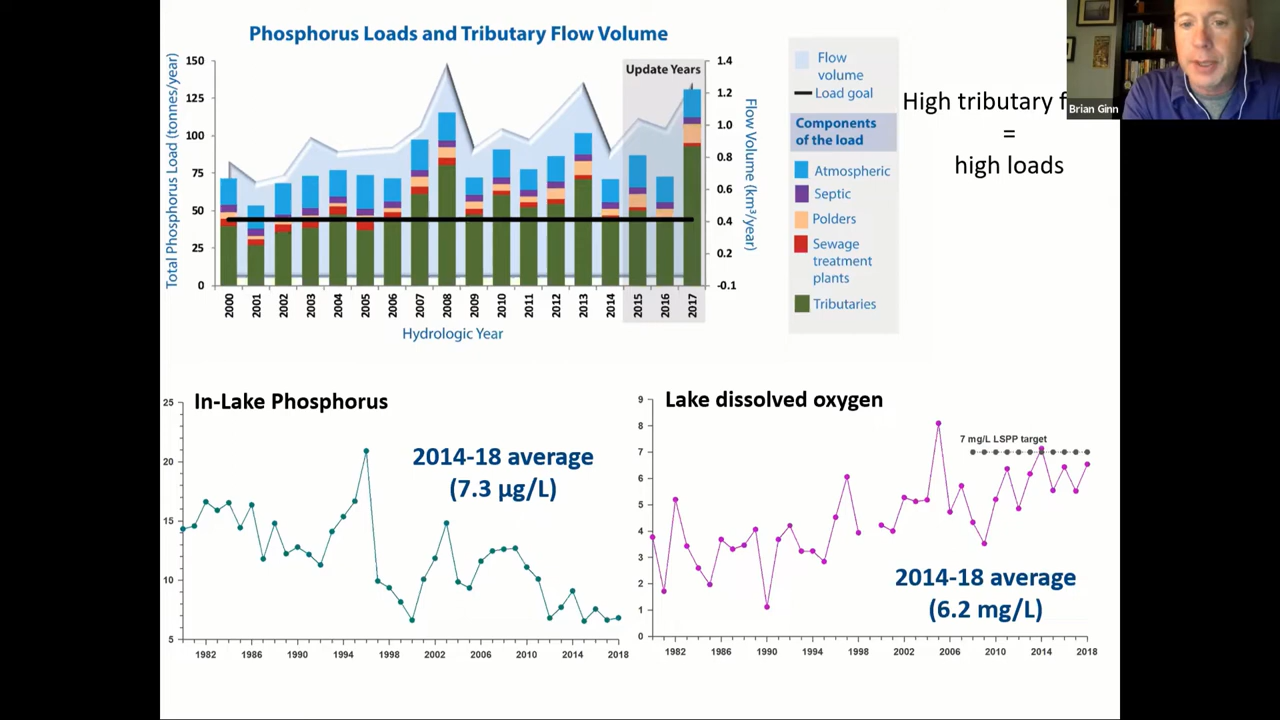 Phosphorus Loads and Tributary Flow Volume
Total Phosphorus Load (tonnes/year)
150
125
100
75
50
25
0
Update Years
1.4
1.2
1.0
0.8
0.6
0.4
0.2
-0.1
Flow Volume (km³/year)
2000
2001
2002
2003
2004
2005
2006
2007
2008
2009
2010
2011
2012
2013
2014
2015
2016
2017
Hydrologic Year
Flow
volume
Load goal
Components
of the load
Atmospheric
Septic
Polders
Sewage
treatment
plants
Tributaries
High tributary
=
high loads
Brian Ginn
In-Lake Phosphorus
2014-18 average
(7.3 µg/L)
25
20
15
10
5
1982
1986
1990
1994
1998
2002
2006
2010
2014
2018
Lake dissolved oxygen
7 mg/L LSPP target
2014-18 average
(6.2 mg/L)
9
8
7
6
5
4
3
2
1
0
1982
1986
1990
1994
1998
2002
2006
2010
2014
2018